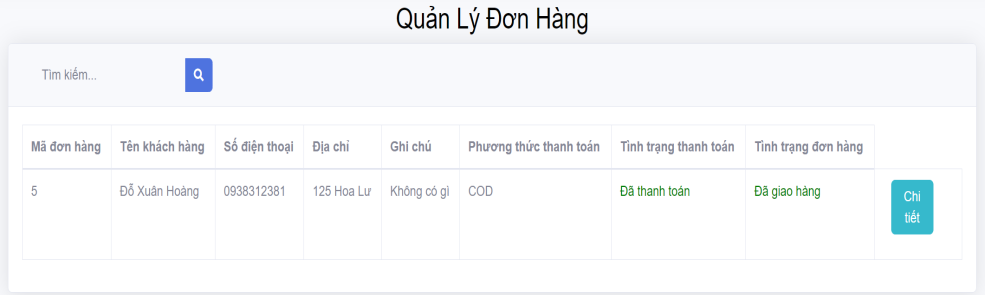 Quản Lý Đơn Hàng
Tìm kiếm...
Mã đơn hàng Tên khách hàng Số điện thoại Địa chỉ Ghi chú Phương thức thanh toán Tình trạng thanh toán Tình trạng đơn hàng
5 Đỗ Xuân Hoàng 0938312381 125 Hoa Lư Không có gì COD Đã thanh toán Đã giao hàng Chi
tiết